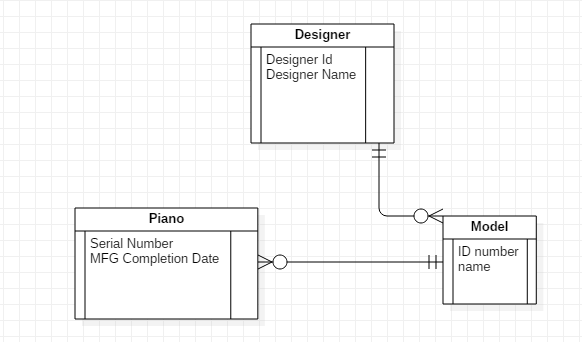 Designer
Designer Id
Designer Name
Piano
Serial Number
MFG Completion Date
Model
ID number
name